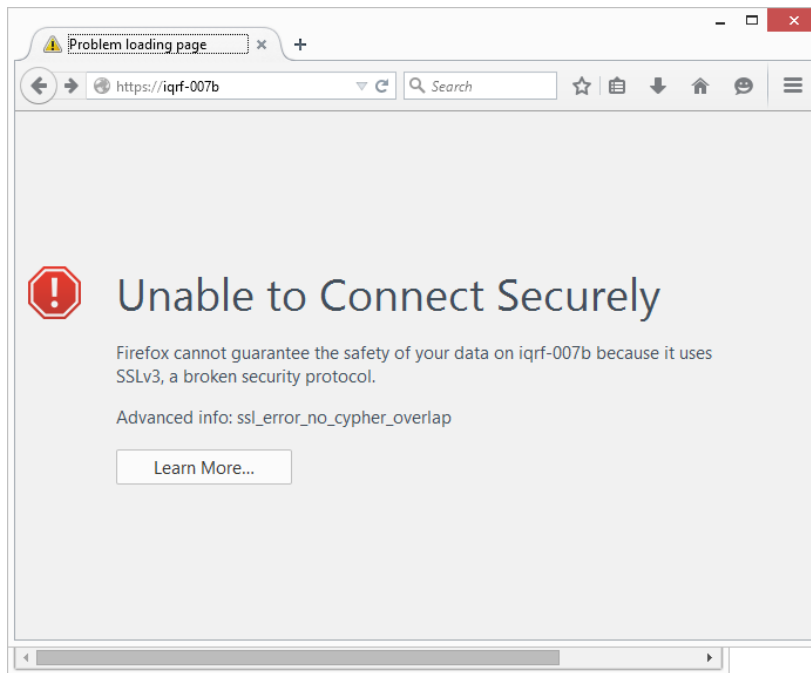 Problem loading page
https://iqrf-007b
Search
Unable to Connect Securely
Firefox cannot guarantee the safety of your data on iqrf-007b because it uses
SSLv3, a broken security protocol.
Advanced info: ssl_error_no_cypher_overlap
Learn More...